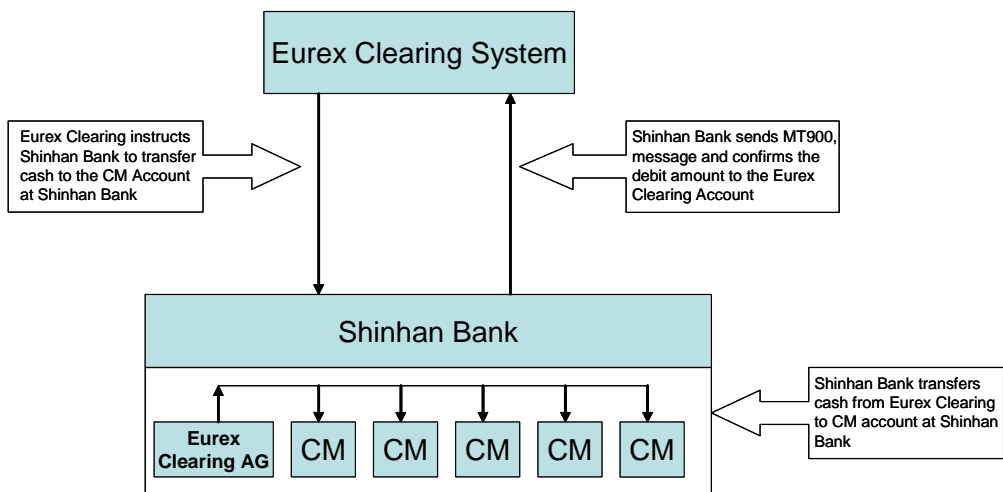 Eurex Clearing System
Eurex Clearing instructs
Shinhan Bank to transfer
cash to the CM Account
at Shinhan Bank
Shinhan Bank sends MT900,
message and confirms the
debit amount to the Eurex
Clearing Account
Shinhan Bank
Shinhan Bank transfers
cash from Eurex Clearing
to CM account at Shinhan
Bank
Eurex
Clearing AG
CM
CM
CM
CM
CM